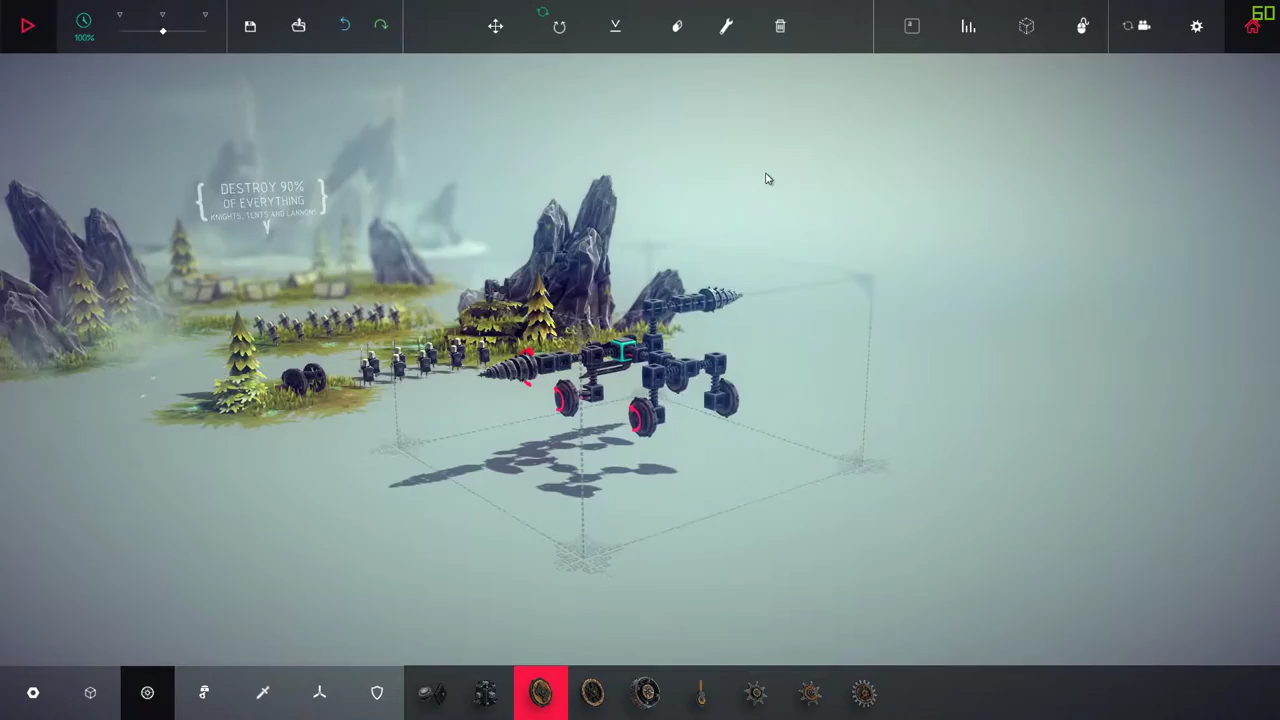 60
100%
DESTROY 90%
OF EVERYTHING
KNIGHTS, TENTS AND CANNONS